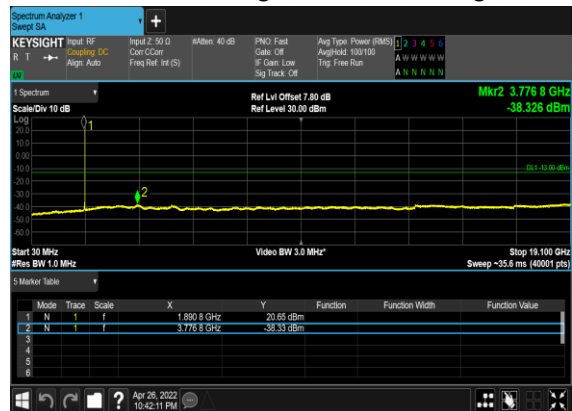 Spectrum Analyzer 1
Swept SA
+
KEYSIGHT Input: RF Input Z: 50 Ω #Atten: 40 dB PNO: Fast Avg Type: Power (RMS) 1 2 3 4 5 6
R T Coupling: DC Corr CCorr Gate: Off Avg|Hold: 100/100 A W W W W W
Align: Auto Freq Ref: Int (S) IF Gain: Low Trig: Free Run
LW Sig Track: Off A N N N N N
1 Spectrum Ref Lvl Offset 7.80 dB Mkr2 3.776 8 GHz
Scale/Div 10 dB Ref Level 30.00 dBm -38.326 dBm
Log
20.0
10.0
0.00
-10.0
-20.0
-30.0
-40.0
-50.0
-60.0
1
DL1 -13.00 dBm
2
Start 30 MHz Video BW 3.0 MHz* Stop 19.100 GHz
#Res BW 1.0 MHz Sweep ~35.6 ms (40001 pts)
5 Marker Table
Mode Trace Scale X Y Function Function Width Function Value
1 N 1 f 1.890 8 GHz 20.65 dBm
2 N 1 f 3.776 8 GHz -38.33 dBm
3
4
5
6
? Apr 26, 2022
10:42:11 PM